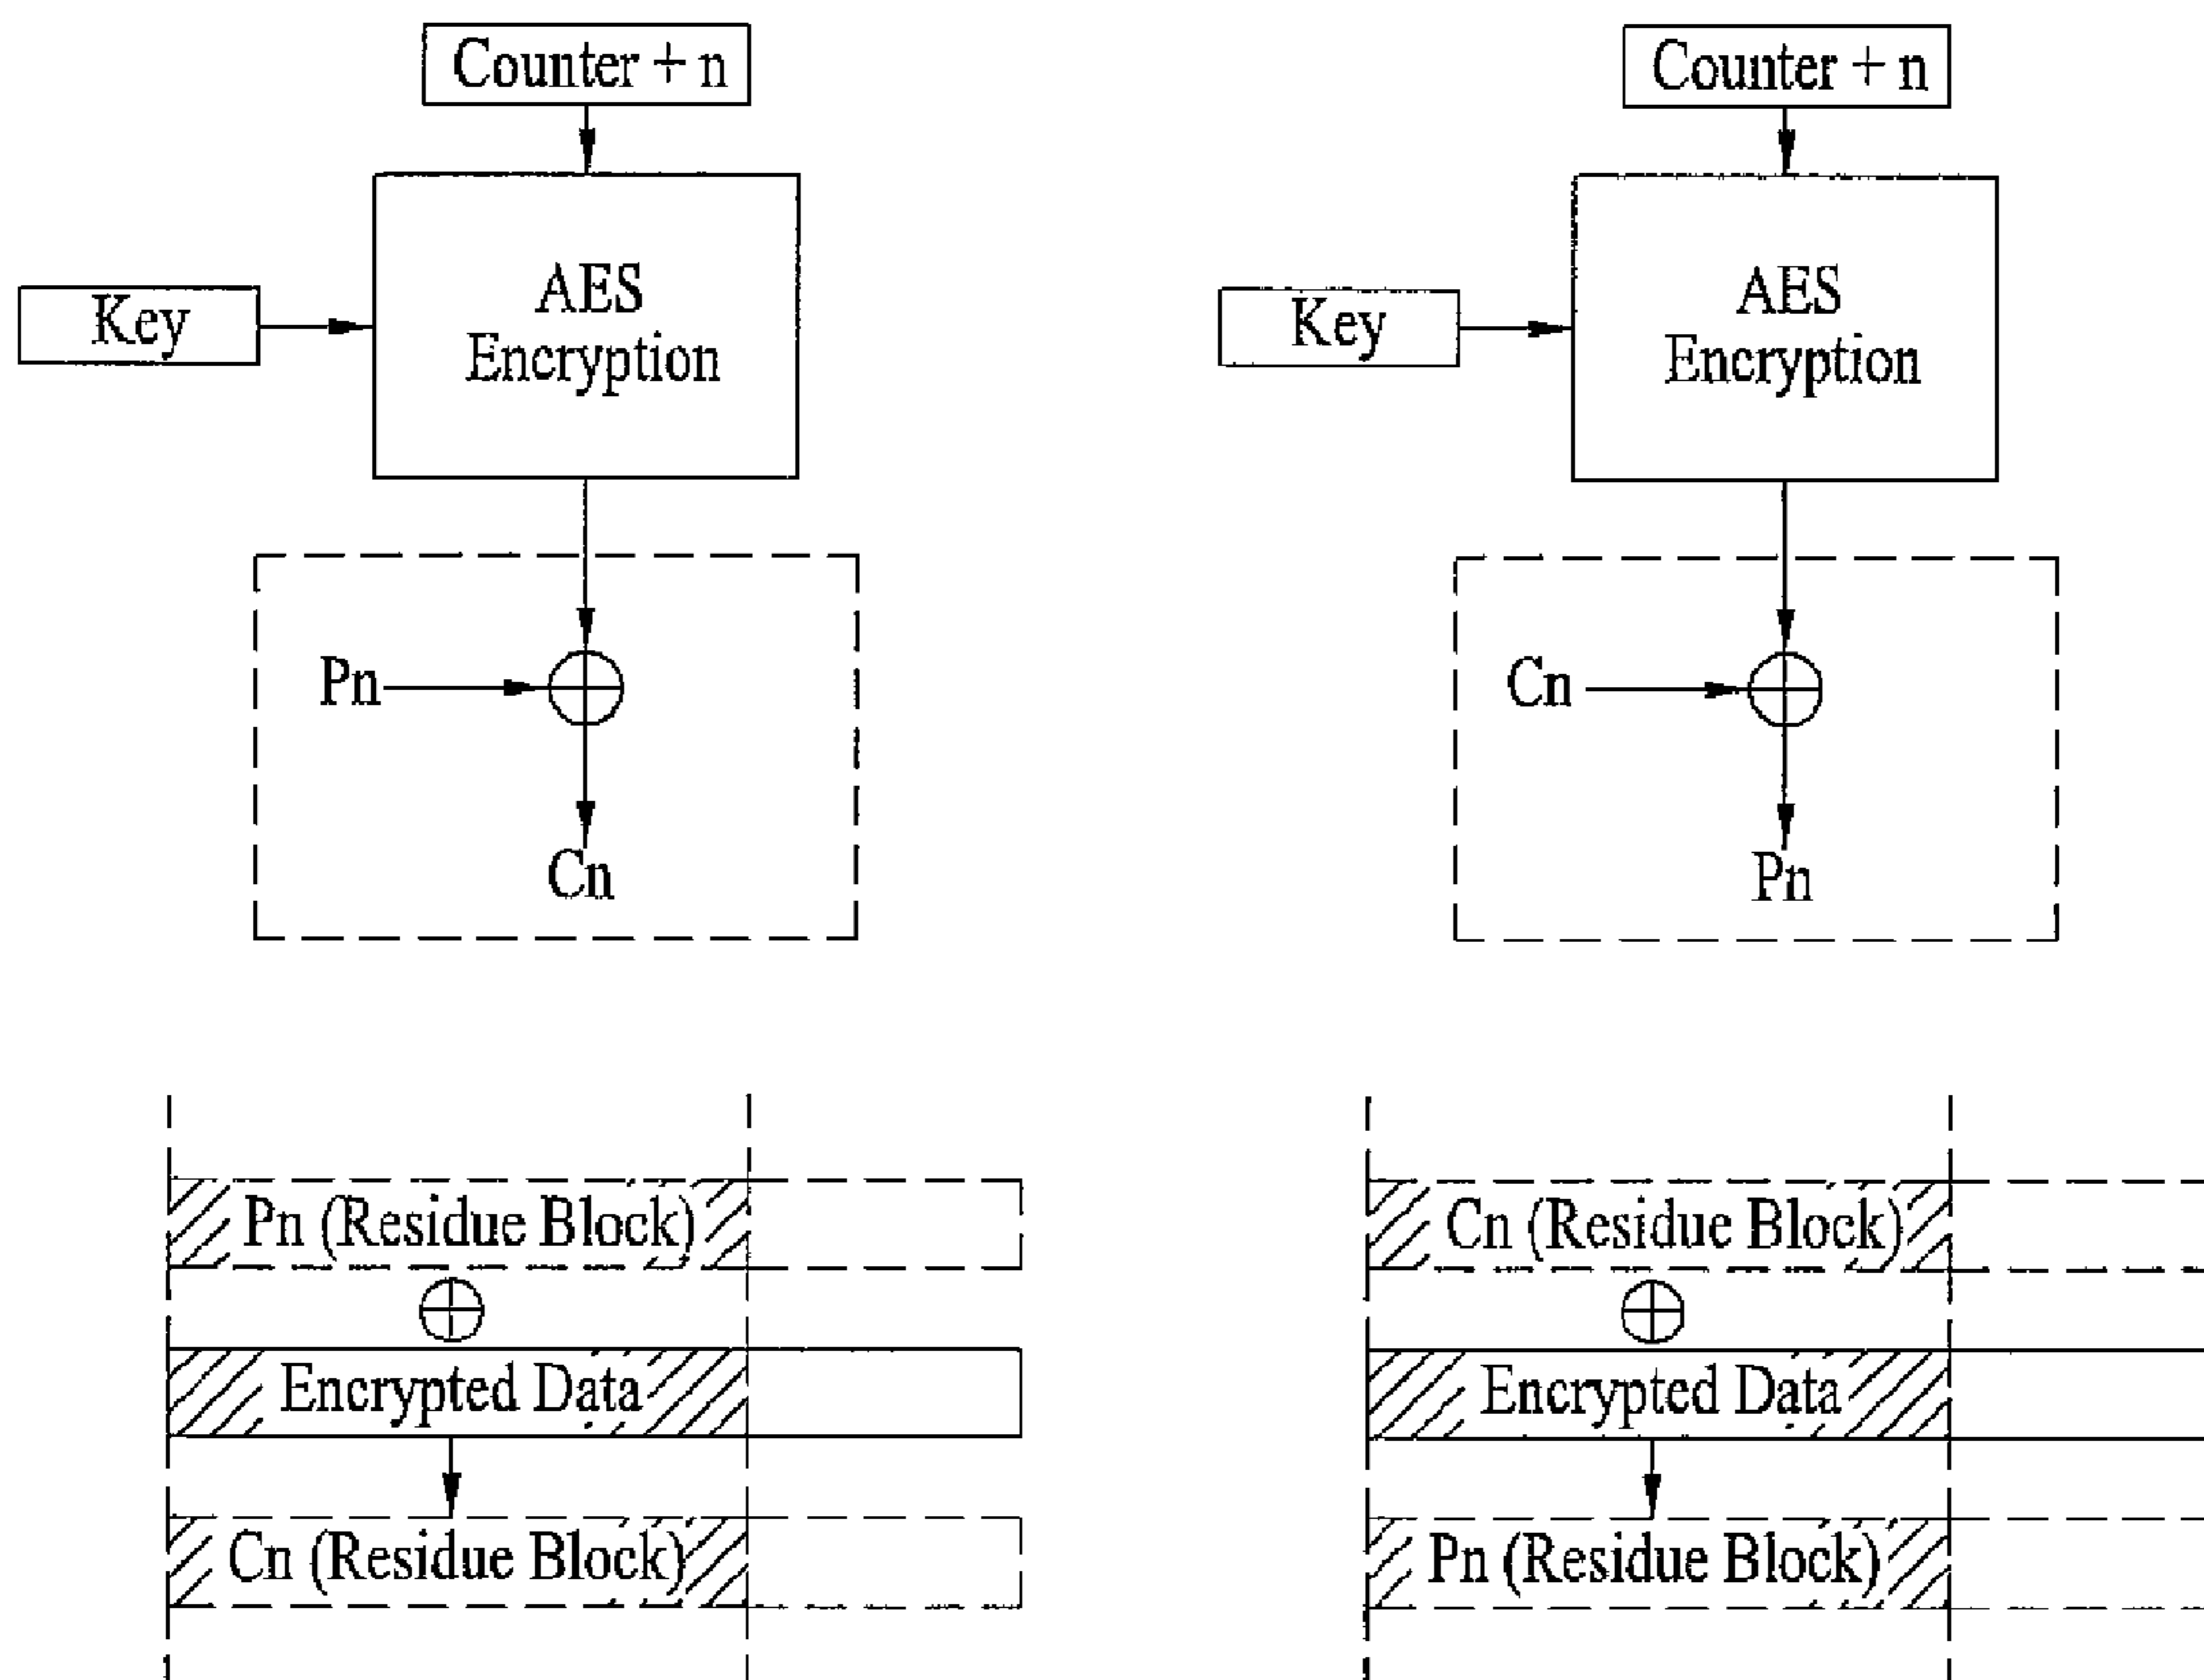 Counter + n
Key
AES
Encryption
Pn
Cn
Pn (Residue Block)
Encrypted Data
Cn (Residue Block)
Counter + n
Key
AES
Encryption
Cn
Pn
Cn (Residue Block)
Encrypted Data
Pn (Residue Block)